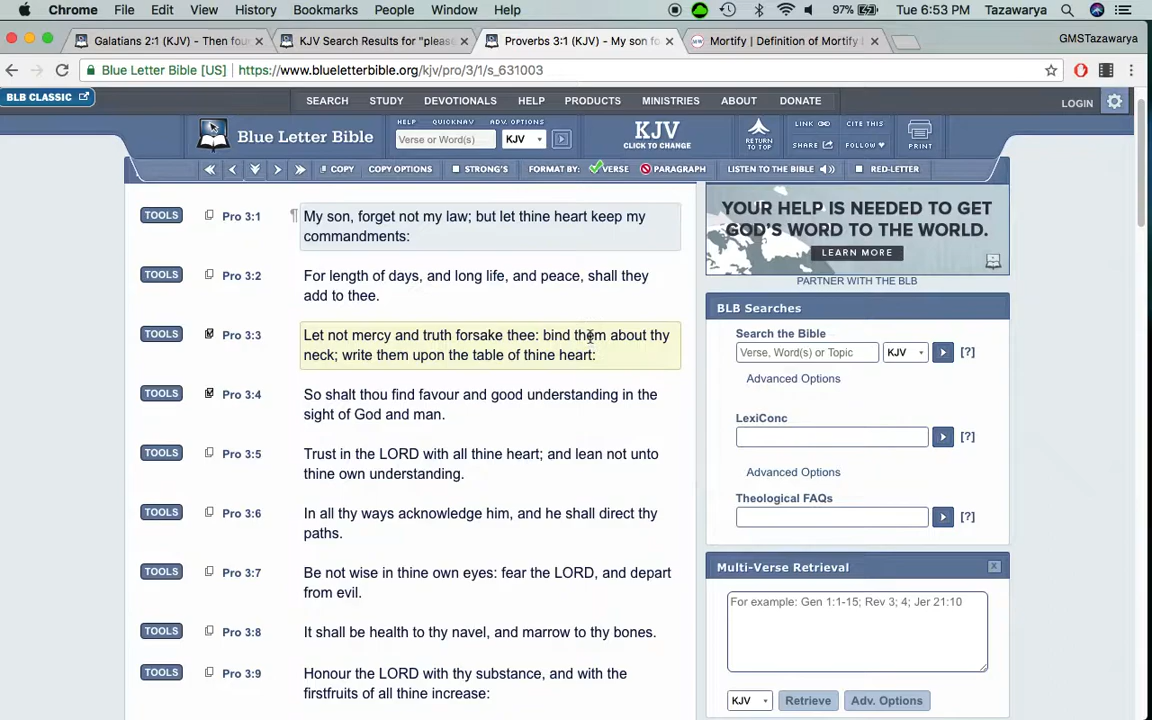 Chrome File Edit View History Bookmarks People Window Help 97% Tue 6:53 PM Tazawarya
Galatians 2:1 (KJV) - Then four
KJV Search Results for "please
Proverbs 3:1 (KJV) - My son fo
Mortify | Definition of Mortify
GMSTazawarya
Blue Letter Bible [US] https://www.blueletterbible.org/kjv/pro/3/1/s_631003
BLB CLASSIC
SEARCH STUDY DEVOTIONALS HELP PRODUCTS MINISTRIES ABOUT DONATE
LOGIN
Blue Letter Bible
HELP QUICKNAV ADV. OPTIONS
Verse or Word(s) KJV
KJV
CLICK TO CHANGE
RETURN TO TOP
LINK CITE THIS
SHARE FOLLOW
PRINT
COPY COPY OPTIONS STRONG'S FORMAT BY: VERSE PARAGRAPH LISTEN TO THE BIBLE RED-LETTER
TOOLS Pro 3:1 ¶ My son, forget not my law; but let thine heart keep my
commandments:
TOOLS Pro 3:2 For length of days, and long life, and peace, shall they
add to thee.
TOOLS Pro 3:3 Let not mercy and truth forsake thee: bind them about thy
neck; write them upon the table of thine heart:
TOOLS Pro 3:4 So shalt thou find favour and good understanding in the
sight of God and man.
TOOLS Pro 3:5 Trust in the LORD with all thine heart; and lean not unto
thine own understanding.
TOOLS Pro 3:6 In all thy ways acknowledge him, and he shall direct thy
paths.
TOOLS Pro 3:7 Be not wise in thine own eyes: fear the LORD, and depart
from evil.
TOOLS Pro 3:8 It shall be health to thy navel, and marrow to thy bones.
TOOLS Pro 3:9 Honour the LORD with thy substance, and with the
firstfruits of all thine increase:
YOUR HELP IS NEEDED TO GET
GOD'S WORD TO THE WORLD.
LEARN MORE
PARTNER WITH THE BLB
BLB Searches
Search the Bible
Verse, Word(s) or Topic KJV [?]
Advanced Options
LexiConc
[?]
Advanced Options
Theological FAQs
[?]
Multi-Verse Retrieval X
For example: Gen 1:1-15; Rev 3; 4; Jer 21:10
KJV Retrieve Adv. Options